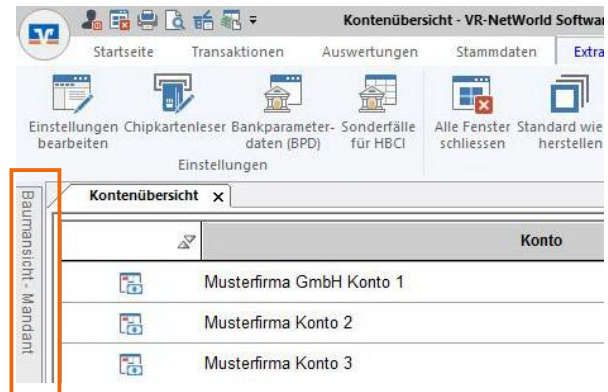 Kontenübersicht - VR-NetWorld Softwar
Startseite Transaktionen Auswertungen Stammdaten Extra
Einstellungen bearbeiten Chipkartenleser Bankparameter-daten (BPD) Sonderfälle für HBCI Alle Fenster schliessen Standard wie herstellen
Einstellungen
Baumansicht - Mandant
Kontenübersicht x
Konto
Musterfirma GmbH Konto 1
Musterfirma Konto 2
Musterfirma Konto 3